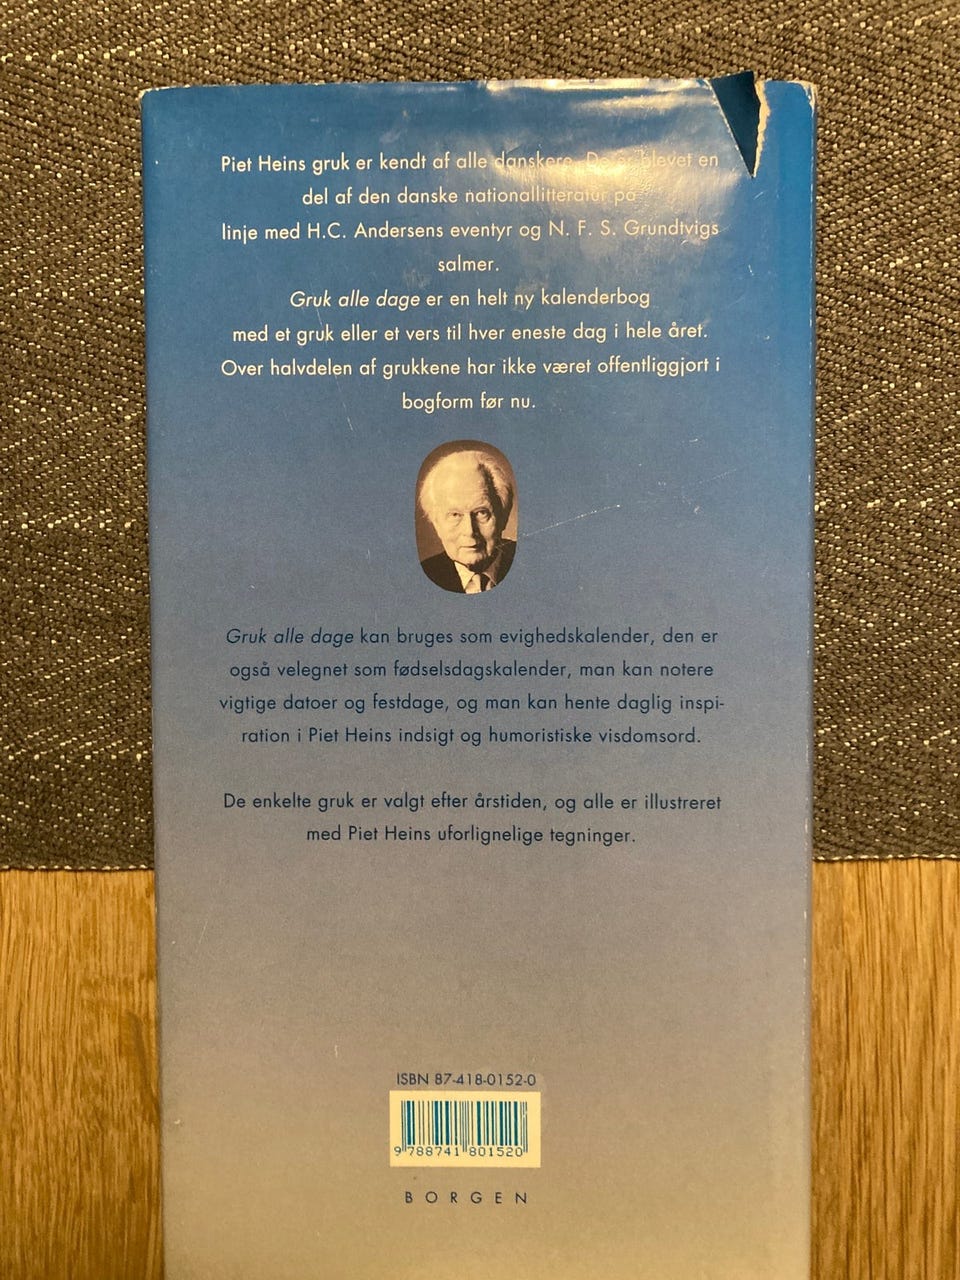 Piet Heins gruk er kendt af alle danskere. De er blevet en
del af den danske nationallitteratur på
linje med H.C. Andersens eventyr og N. F. S. Grundtvigs
salmer.
Gruk alle dage er en helt ny kalenderbog
med et gruk eller et vers til hver eneste dag i hele året.
Over halvdelen af grukkene har ikke været offentliggjort i
bogform før nu.
Gruk alle dage kan bruges som evighedskalender, den er
også velegnet som fødselsdagskalender, man kan notere
vigtige datoer og festdage, og man kan hente daglig inspi-
ration i Piet Heins indsigt og humoristiske visdomsord.
De enkelte gruk er valgt efter årstiden, og alle er illustreret
med Piet Heins uforlignelige tegninger.
ISBN 87-418-0152-0
9 788741 801520
BORGEN